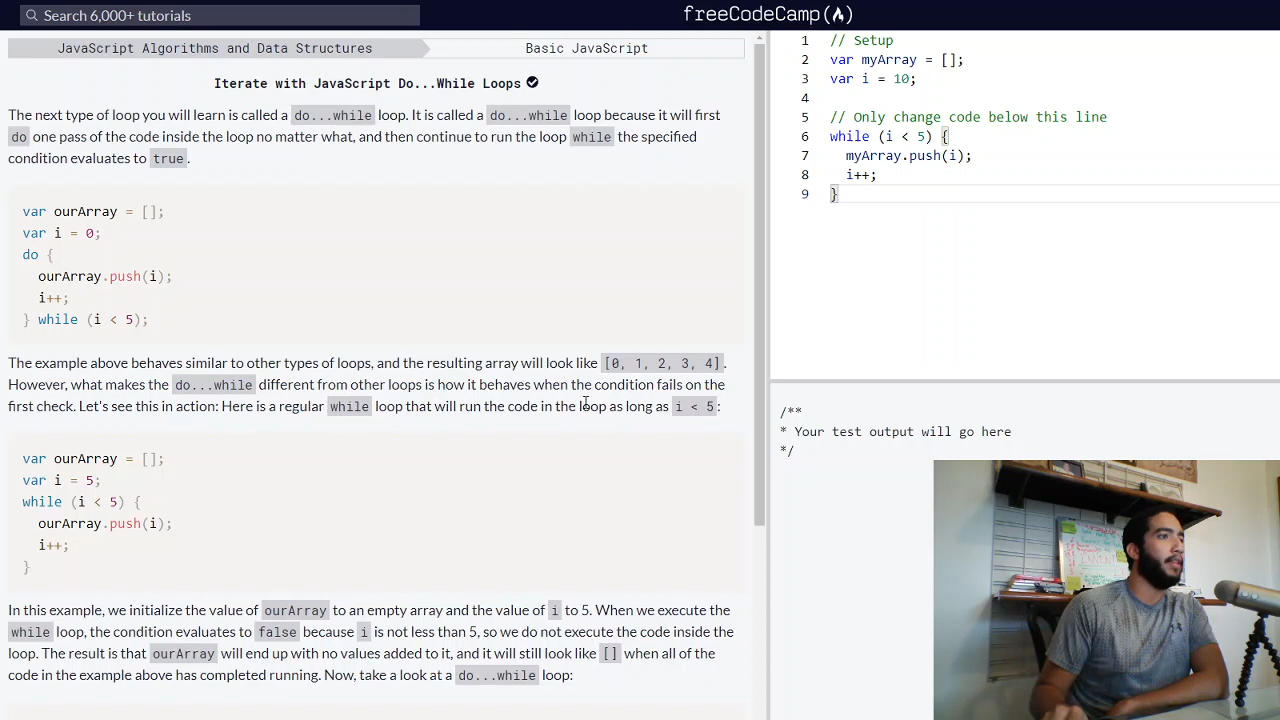 Search 6,000+ tutorials
freeCodeCamp
JavaScript Algorithms and Data Structures
Basic JavaScript
Iterate with JavaScript Do...While Loops
The next type of loop you will learn is called a do...while loop. It is called a do...while loop because it will first
do one pass of the code inside the loop no matter what, and then continue to run the loop while the specified
condition evaluates to true.
var ourArray = [];
var i = 0;
do {
ourArray.push(i);
i++;
} while (i < 5);
The example above behaves similar to other types of loops, and the resulting array will look like [0, 1, 2, 3, 4].
However, what makes the do...while different from other loops is how it behaves when the condition fails on the
first check. Let's see this in action: Here is a regular while loop that will run the code in the loop as long as i < 5:
var ourArray = [];
var i = 5;
while (i < 5) {
ourArray.push(i);
i++;
}
In this example, we initialize the value of ourArray to an empty array and the value of i to 5. When we execute the
while loop, the condition evaluates to false because i is not less than 5, so we do not execute the code inside the
loop. The result is that ourArray will end up with no values added to it, and it will still look like [] when all of the
code in the example above has completed running. Now, take a look at a do...while loop:
1 // Setup
2 var myArray = [];
3 var i = 10;
4
5 // Only change code below this line
6 while (i < 5) {
7 myArray.push(i);
8 i++;
9 }
/**
* Your test output will go here
*/